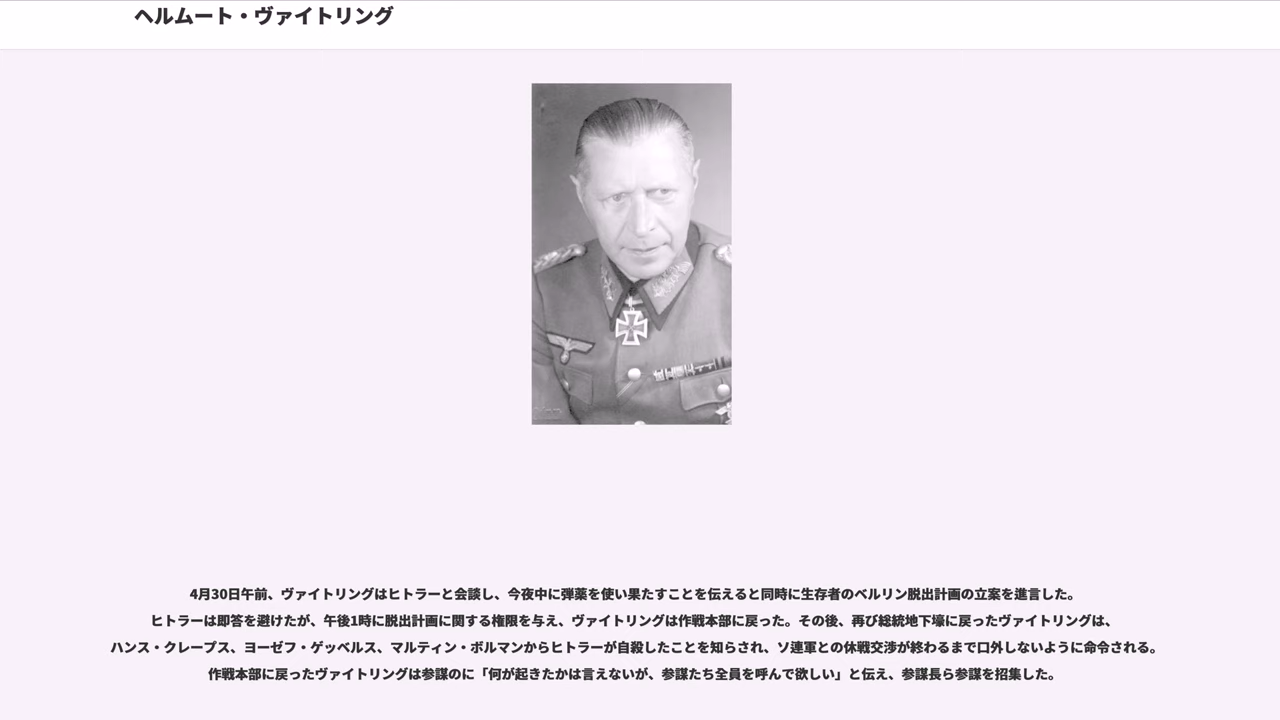 ヘルムート・ヴァイトリング
4月30日午前、ヴァイトリングはヒトラーと会談し、今夜中に弾薬を使い果たすことを伝えると同時に生存者のベルリン脱出計画の立案を進言した。
ヒトラーは即答を避けたが、午後1時に脱出計画に関する権限を与え、ヴァイトリングは作戦本部に戻った。その後、再び総統地下壕に戻ったヴァイトリングは、
ハンス・クレープス、ヨーゼフ・ゲッベルス、マルティン・ボルマンからヒトラーが自殺したことを知らされ、ソ連軍との休戦交渉が終わるまで口外しないように命令される。
作戦本部に戻ったヴァイトリングは参謀のに「何が起きたかは言えないが、参謀たち全員を呼んで欲しい」と伝え、参謀長ら参謀を招集した。